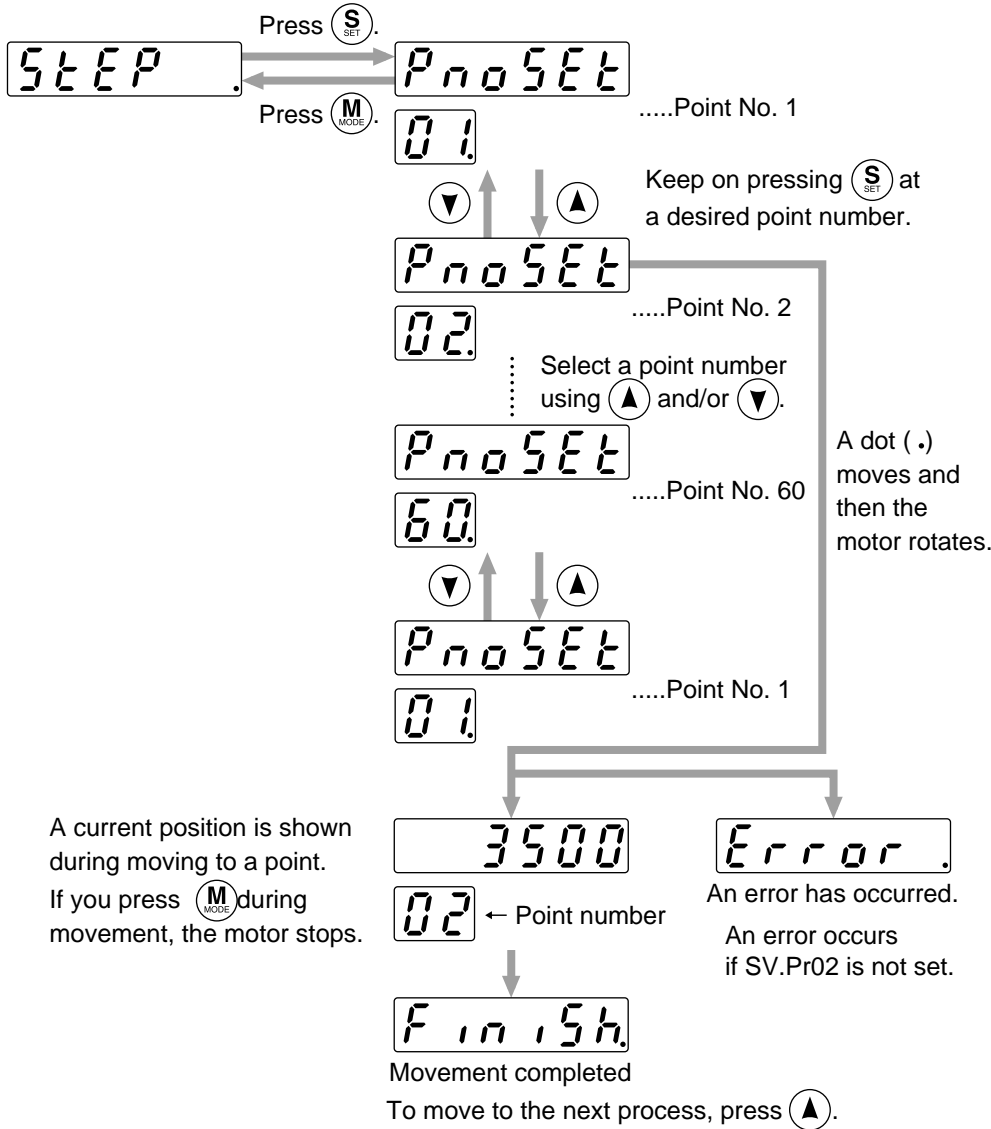 Press S SET.
StEP .
PnoSEt
Press M MODE.
.....Point No. 1
01.
Keep on pressing S SET at
a desired point number.
PnoSEt
.....Point No. 2
02.
Select a point number
using ▲ and/or ▼.
PnoSEt
.....Point No. 60
60.
A dot ( . )
moves and
then the
motor rotates.
PnoSEt
.....Point No. 1
01.
A current position is shown
during moving to a point.
If you press M MODE during
movement, the motor stops.
3500
02 ← Point number
Error .
An error has occurred.
An error occurs
if SV.Pr02 is not set.
FiniSh.
Movement completed
To move to the next process, press ▲.